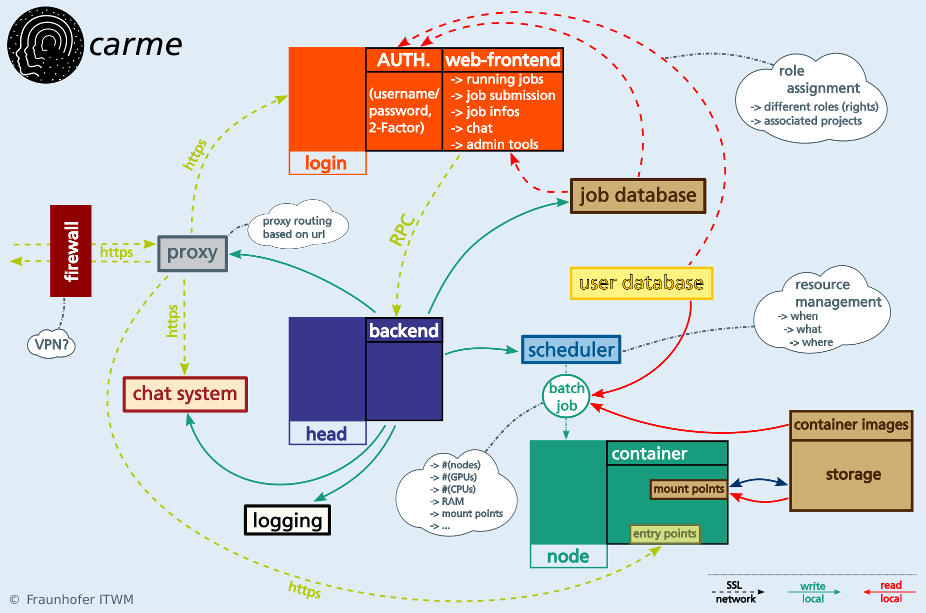 carme
AUTH.
(username/
password,
2-Factor)
web-frontend
-> running jobs
-> job submission
-> job infos
-> chat
-> admin tools
login
role
assignment
-> different roles (rights)
-> associated projects
https
job database
proxy routing
based on url
RPC
firewall
https
proxy
user database
resource
management
-> when
-> what
-> where
VPN?
https
backend
scheduler
batch
job
chat system
head
container images
storage
container
mount points
entry points
node
-> #(nodes)
-> #(GPUs)
-> #(CPUs)
-> RAM
-> mount points
-> ...
logging
https
SSL
network
write
local
read
local
© Fraunhofer ITWM